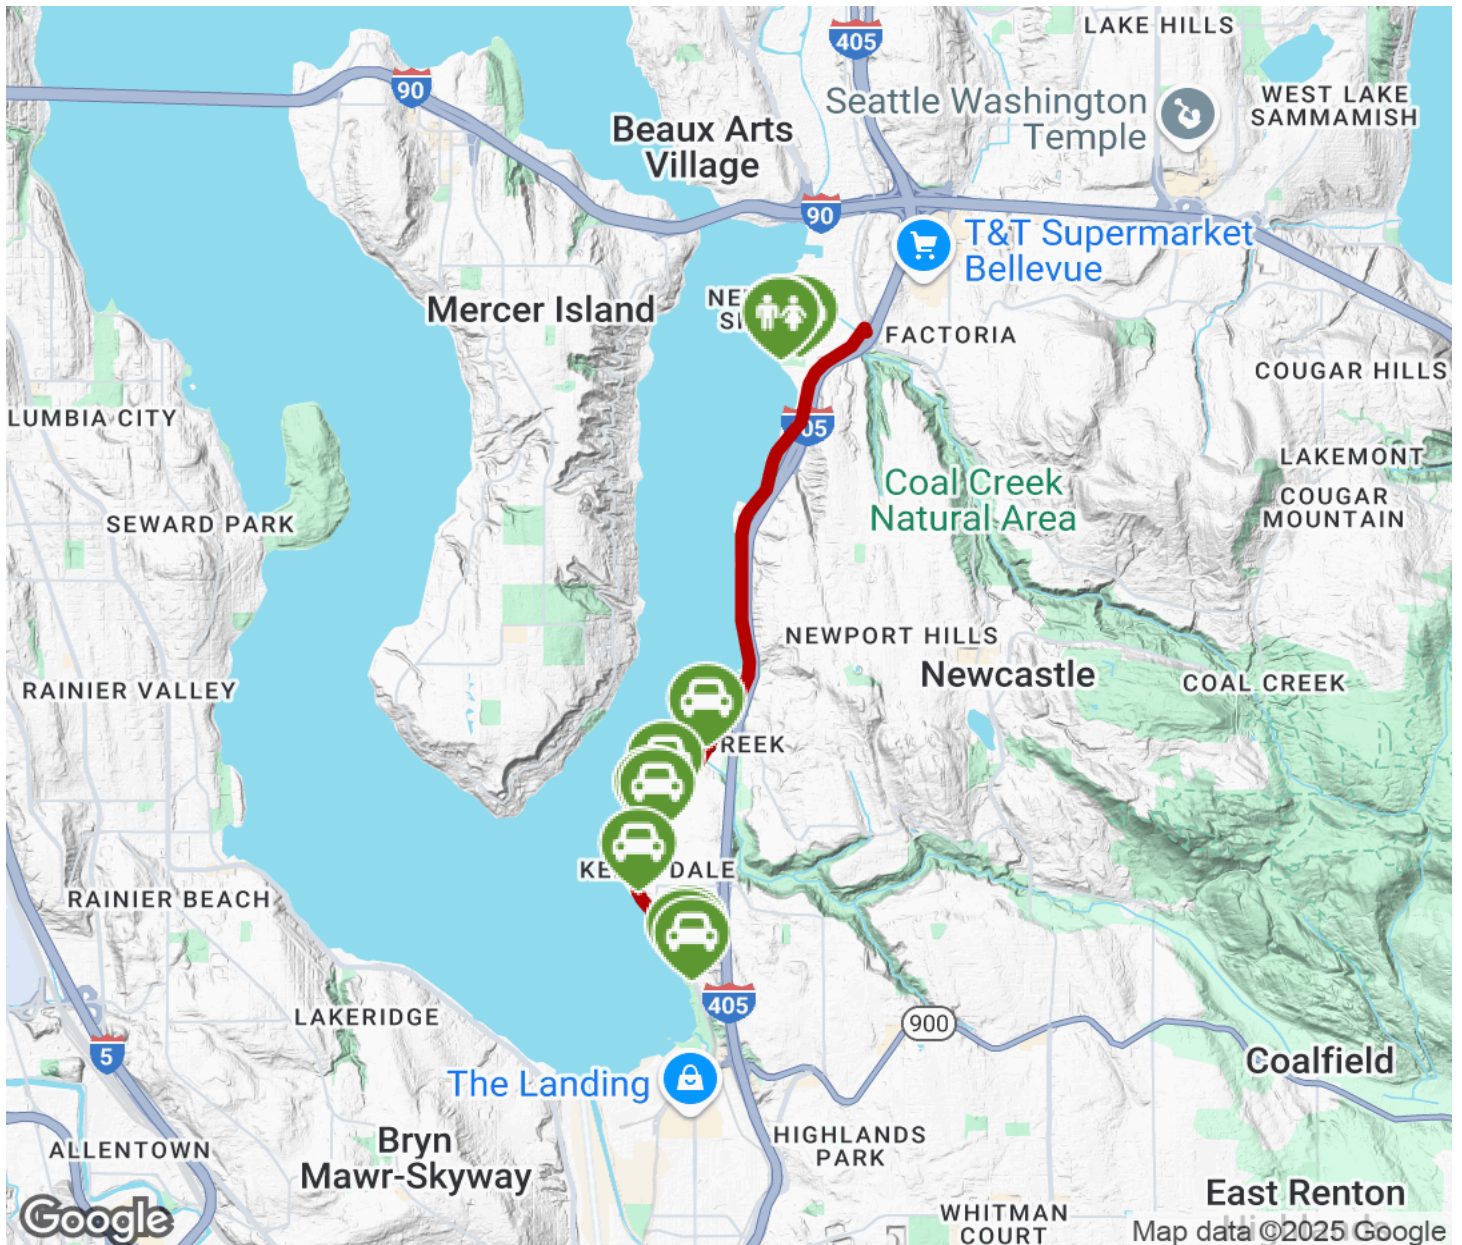 LAKE HILLS
405
90
Seattle Washington
Temple
WEST LAKE
SAMMAMISH
Beaux Arts
Village
90
T&T Supermarket
Bellevue
Mercer Island
FACTORIA
COUGAR HILLS
LUMBIA CITY
LAKEMONT
Coal Creek
Natural Area
COUGAR
MOUNTAIN
SEWARD PARK
NEWPORT HILLS
Newcastle
RAINIER VALLEY
COAL CREEK
REEK
KE
DALE
RAINIER BEACH
405
LAKERIDGE
900
5
Coalfield
The Landing
ALLENTOWN
Bryn
Mawr-Skyway
HIGHLANDS
PARK
East Renton
WHITMAN
COURT
Google
Map data ©2025 Google